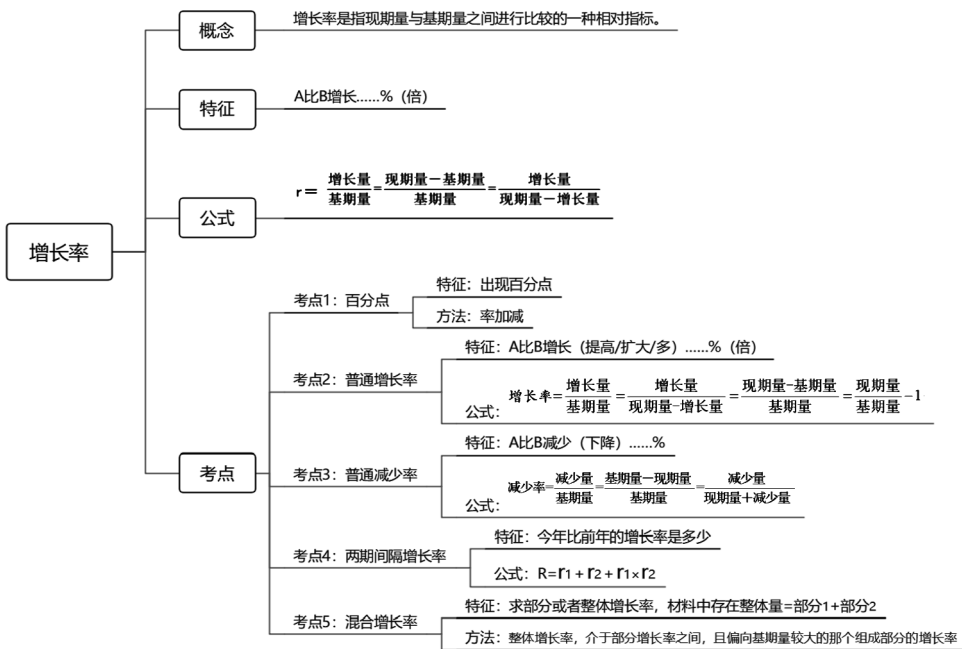 增长率
概念
增长率是指现期量与基期量之间进行比较的一种相对指标。
特征
A比B增长......%（倍）
公式
r＝ 增长量/基期量=现期量－基期量/基期量=增长量/现期量－增长量
考点
考点1：百分点
特征：出现百分点
方法：率加减
考点2：普通增长率
特征：A比B增长（提高/扩大/多）......%（倍）
公式：增长率=增长量/基期量=增长量/现期量-增长量=现期量-基期量/基期量=现期量/基期量-1
考点3：普通减少率
特征：A比B减少（下降）......%
公式：减少率=减少量/基期量=基期量－现期量/基期量=减少量/现期量＋减少量
考点4：两期间隔增长率
特征：今年比前年的增长率是多少
公式：R=r1＋r2＋r1×r2
考点5：混合增长率
特征：求部分或者整体增长率，材料中存在整体量=部分1+部分2
方法：整体增长率，介于部分增长率之间，且偏向基期量较大的那个组成部分的增长率